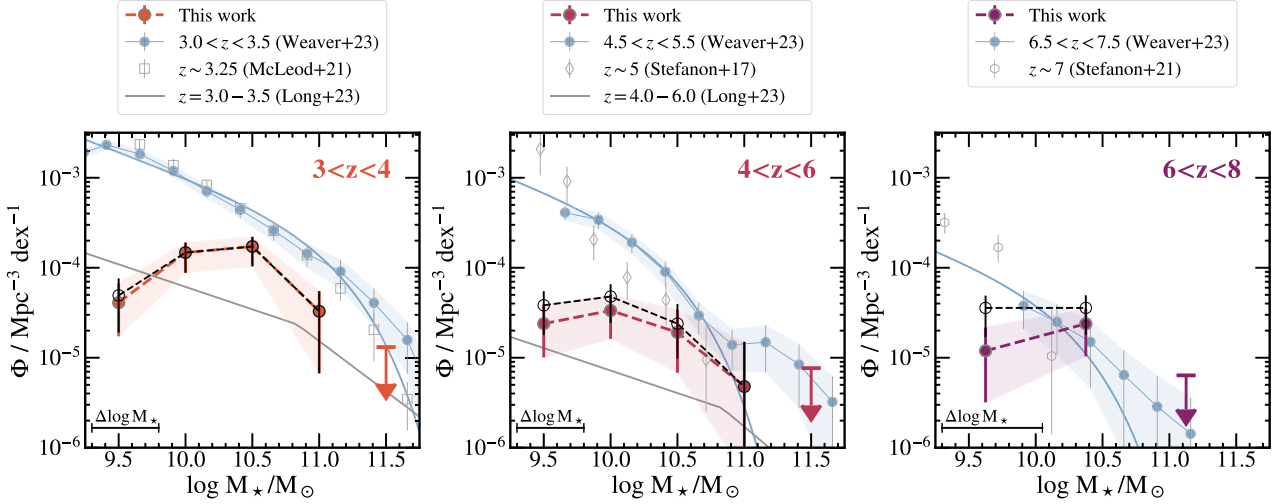 This work
3.0 < z < 3.5 (Weaver+23)
z ~ 3.25 (McLeod+21)
z = 3.0 − 3.5 (Long+23)
This work
4.5 < z < 5.5 (Weaver+23)
z ~ 5 (Stefanon+17)
z = 4.0 − 6.0 (Long+23)
This work
6.5 < z < 7.5 (Weaver+23)
z ~ 7 (Stefanon+21)
3<z<4
4<z<6
6<z<8
Φ / Mpc⁻³ dex⁻¹
10⁻³
10⁻⁴
10⁻⁵
10⁻⁶
Δlog M⋆
9.5 10.0 10.5 11.0 11.5
log M⋆/M⊙
Φ / Mpc⁻³ dex⁻¹
10⁻³
10⁻⁴
10⁻⁵
10⁻⁶
Δlog M⋆
9.5 10.0 10.5 11.0 11.5
log M⋆/M⊙
Φ / Mpc⁻³ dex⁻¹
10⁻³
10⁻⁴
10⁻⁵
10⁻⁶
Δlog M⋆
9.5 10.0 10.5 11.0 11.5
log M⋆/M⊙